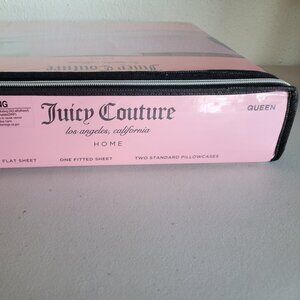 Juicy Couture
Juicy Couture
los angeles, california
HOME
QUEEN
FLAT SHEET
ONE FITTED SHEET
TWO STANDARD PILLOWCASES